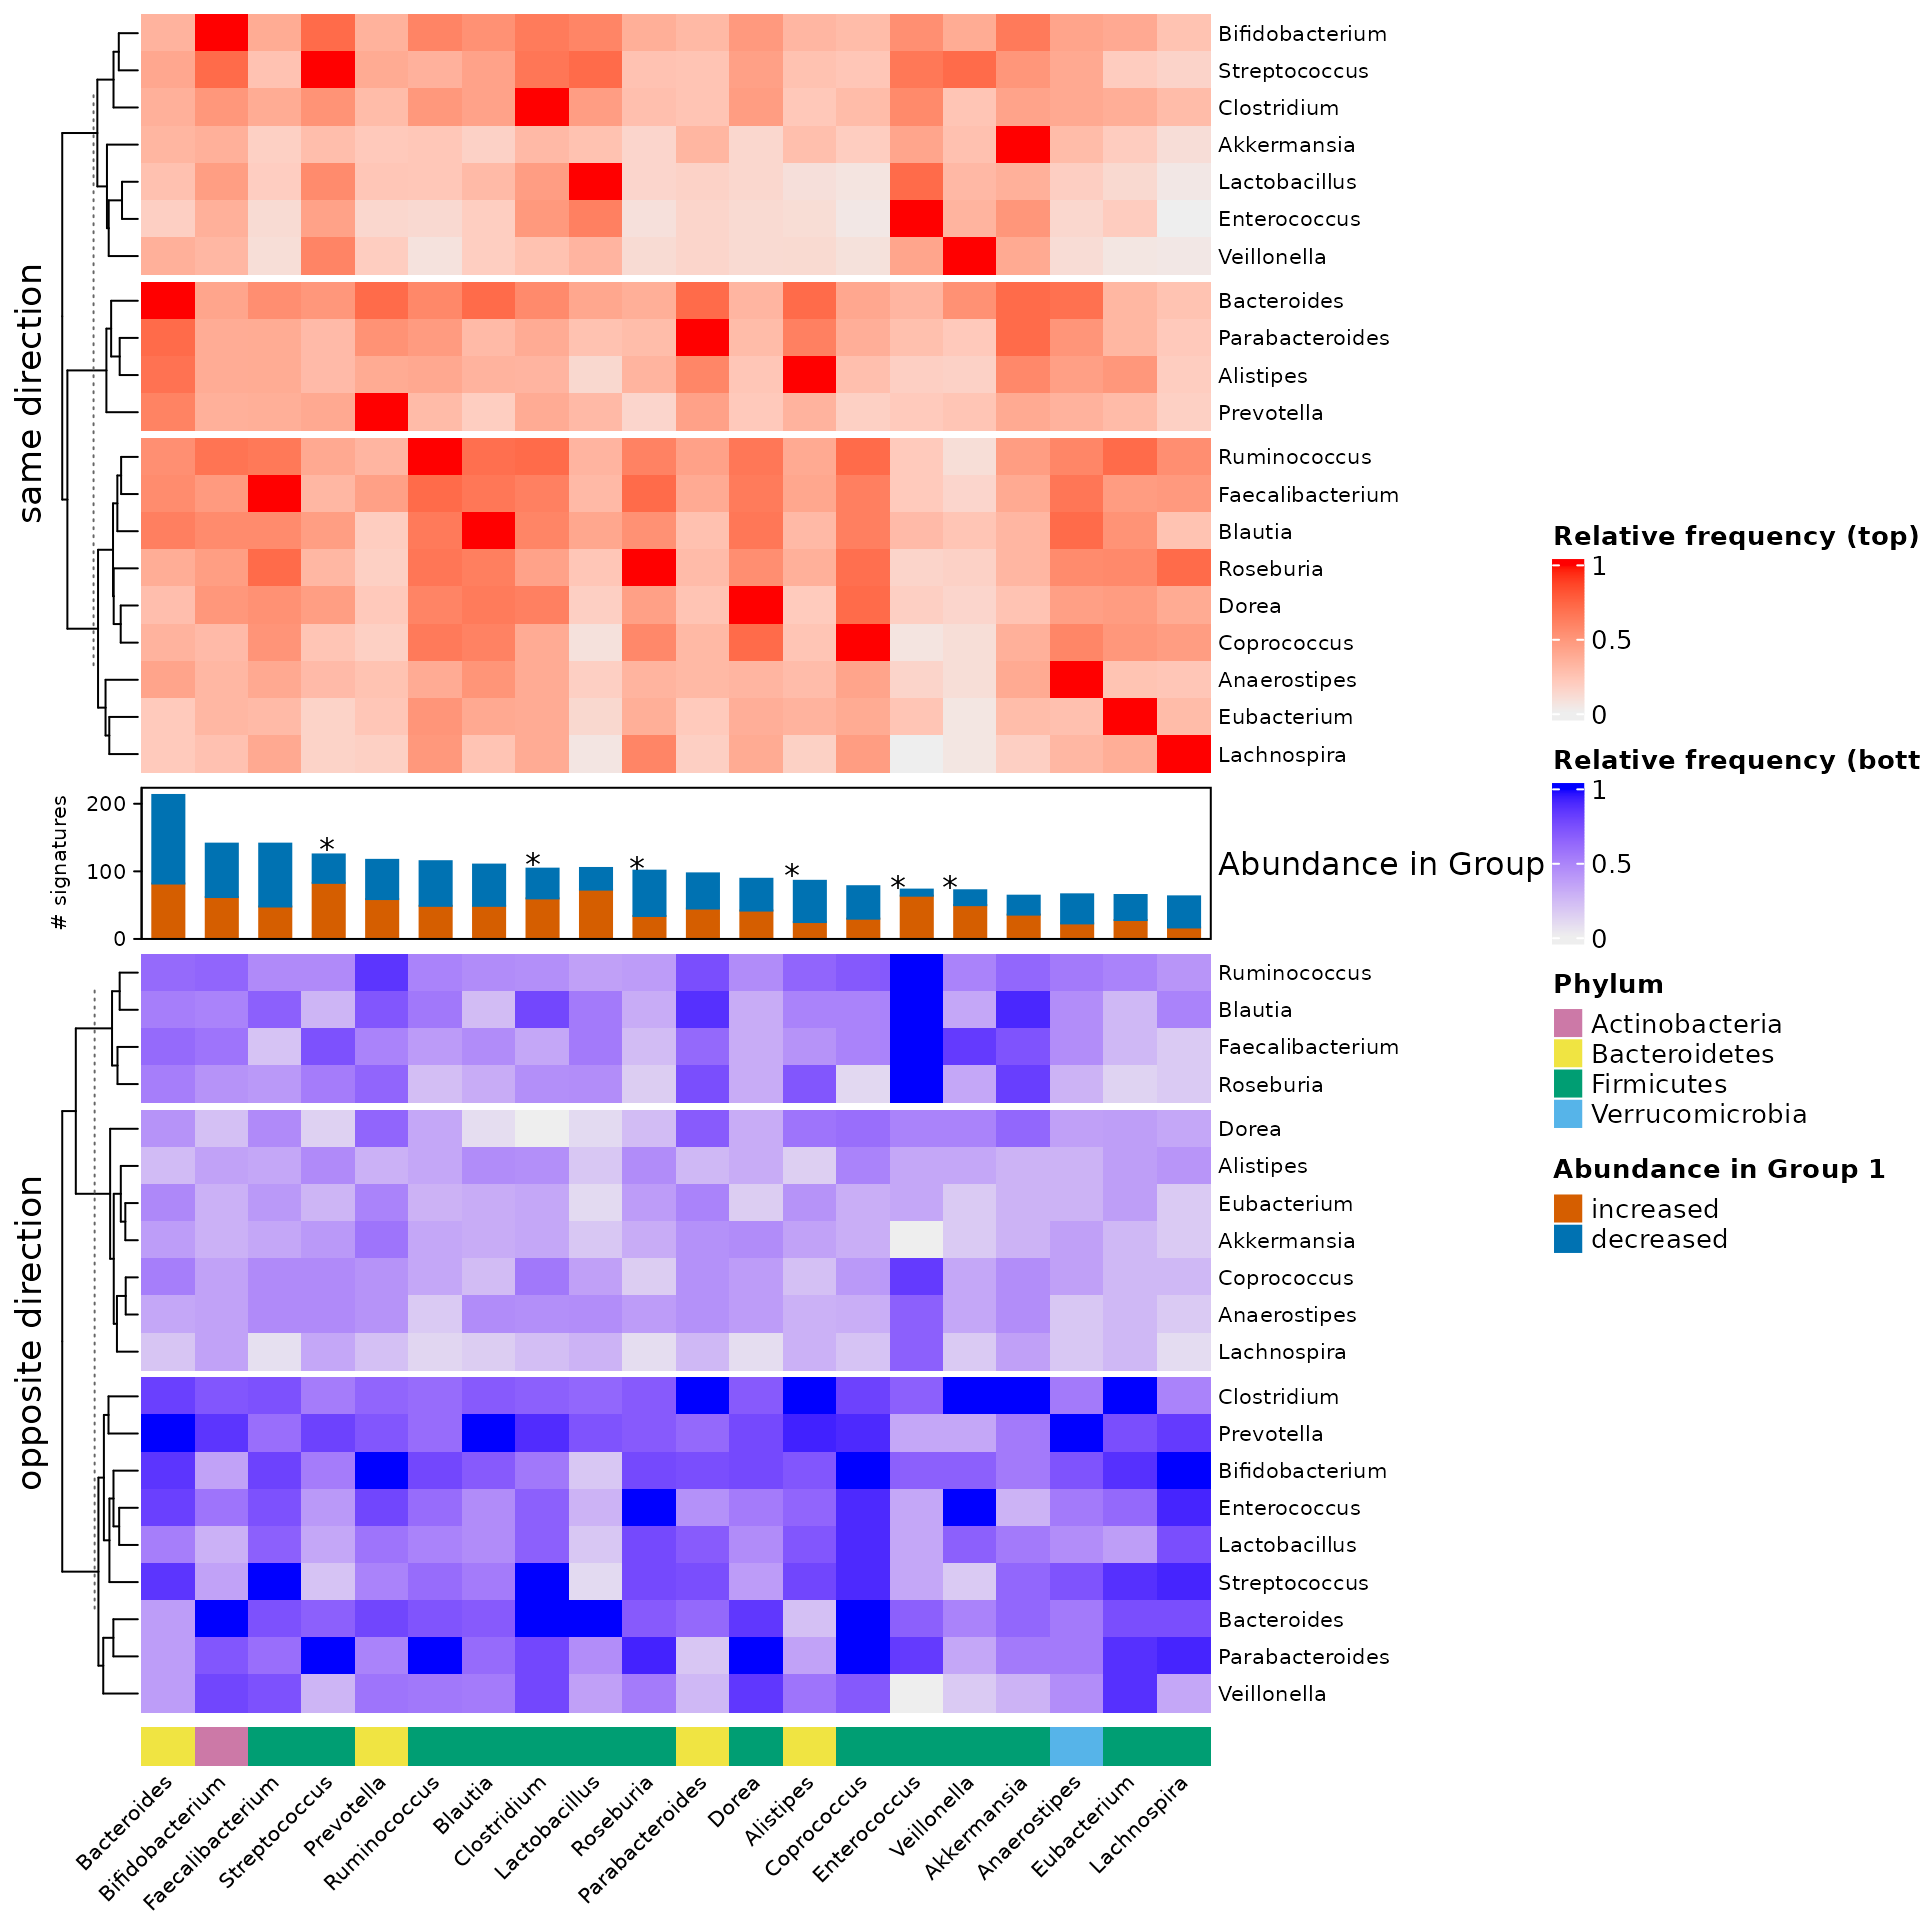 same direction
Bifidobacterium
Streptococcus
Clostridium
Akkermansia
Lactobacillus
Enterococcus
Veillonella
Bacteroides
Parabacteroides
Alistipes
Prevotella
Ruminococcus
Faecalibacterium
Blautia
Roseburia
Dorea
Coprococcus
Anaerostipes
Eubacterium
Lachnospira
# signatures
200
100
0
*
*
*
*
*
*
Abundance in Group
opposite direction
Ruminococcus
Blautia
Faecalibacterium
Roseburia
Dorea
Alistipes
Eubacterium
Akkermansia
Coprococcus
Anaerostipes
Lachnospira
Clostridium
Prevotella
Bifidobacterium
Enterococcus
Lactobacillus
Streptococcus
Bacteroides
Parabacteroides
Veillonella
Bacteroides
Bifidobacterium
Faecalibacterium
Streptococcus
Prevotella
Ruminococcus
Blautia
Clostridium
Lactobacillus
Roseburia
Parabacteroides
Dorea
Alistipes
Coprococcus
Enterococcus
Veillonella
Akkermansia
Anaerostipes
Eubacterium
Lachnospira
Relative frequency (top)
1
0.5
0
Relative frequency (bott
1
0.5
0
Phylum
Actinobacteria
Bacteroidetes
Firmicutes
Verrucomicrobia
Abundance in Group 1
increased
decreased